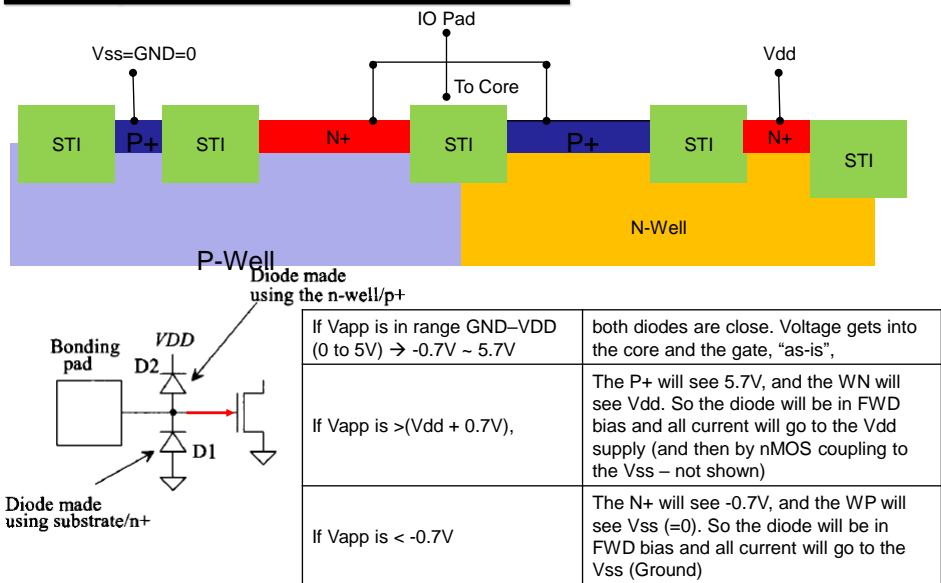 IO Pad
Vss=GND=0
Vdd
To Core
STI
P+
STI
N+
STI
P+
STI
N+
STI
N-Well
P-Well
Diode made
using the n-well/p+
Bonding
pad
VDD
D2
D1
Diode made
using substrate/n+
If Vapp is in range GND–VDD
(0 to 5V) → -0.7V ~ 5.7V
both diodes are close. Voltage gets into
the core and the gate, “as-is”,
If Vapp is >(Vdd + 0.7V),
The P+ will see 5.7V, and the WN will
see Vdd. So the diode will be in FWD
bias and all current will go to the Vdd
supply (and then by nMOS coupling to
the Vss – not shown)
If Vapp is < -0.7V
The N+ will see -0.7V, and the WP will
see Vss (=0). So the diode will be in
FWD bias and all current will go to the
Vss (Ground)